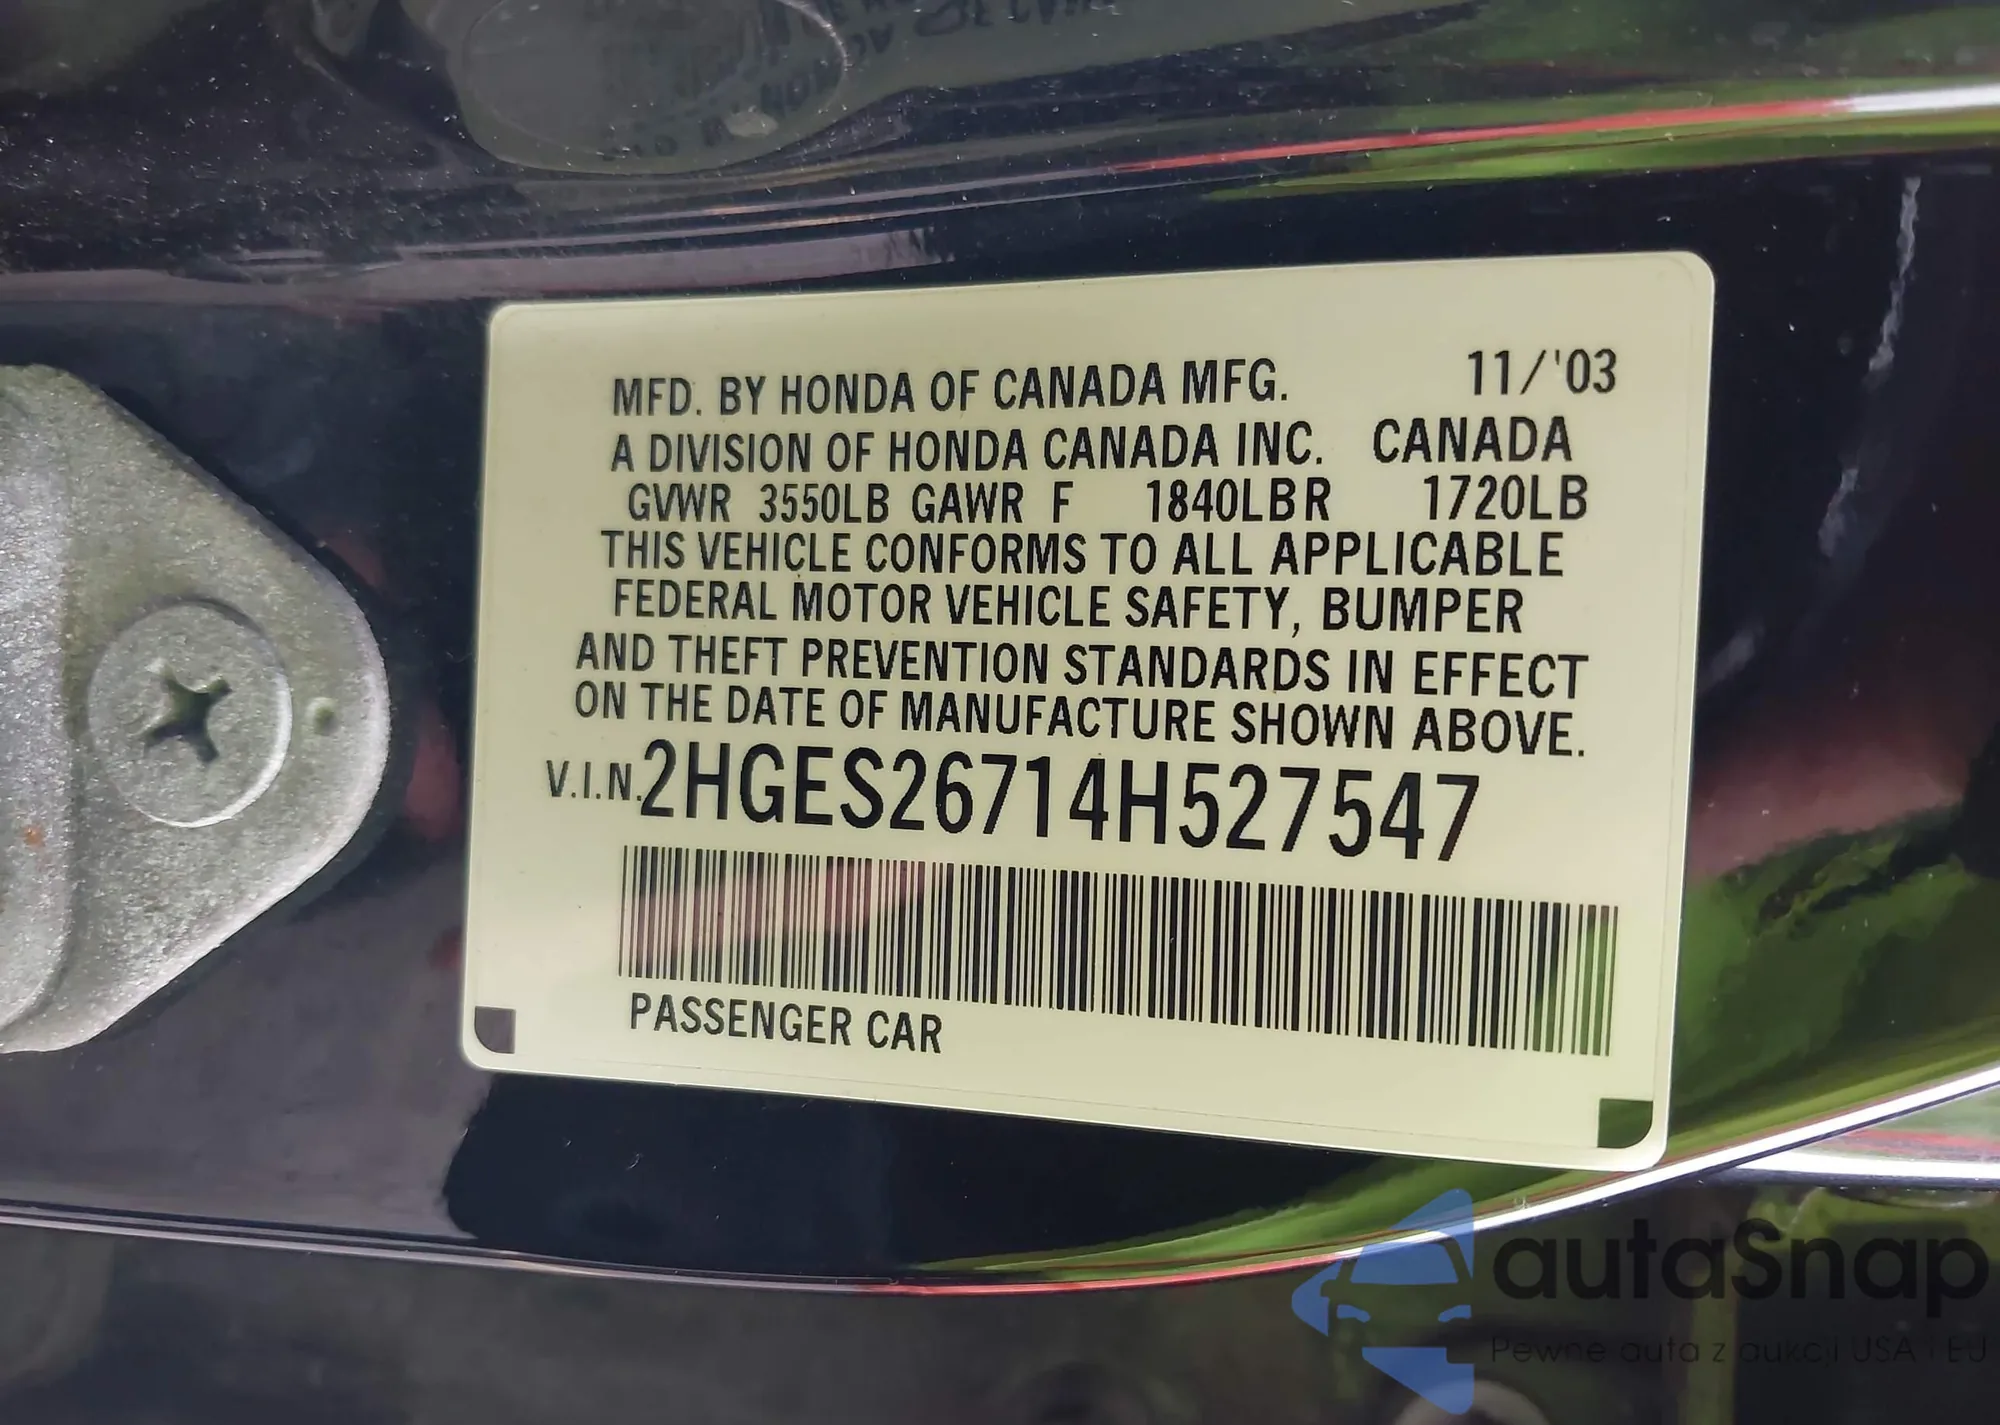 MFD. BY HONDA OF CANADA MFG. 11/'03
A DIVISION OF HONDA CANADA INC. CANADA
GVWR 3550LB GAWR F 1840LB R 1720LB
THIS VEHICLE CONFORMS TO ALL APPLICABLE
FEDERAL MOTOR VEHICLE SAFETY, BUMPER
AND THEFT PREVENTION STANDARDS IN EFFECT
ON THE DATE OF MANUFACTURE SHOWN ABOVE.
V.I.N. 2HGES26714H527547
PASSENGER CAR
autaSnap
Pewne auta z aukcji USA i EU